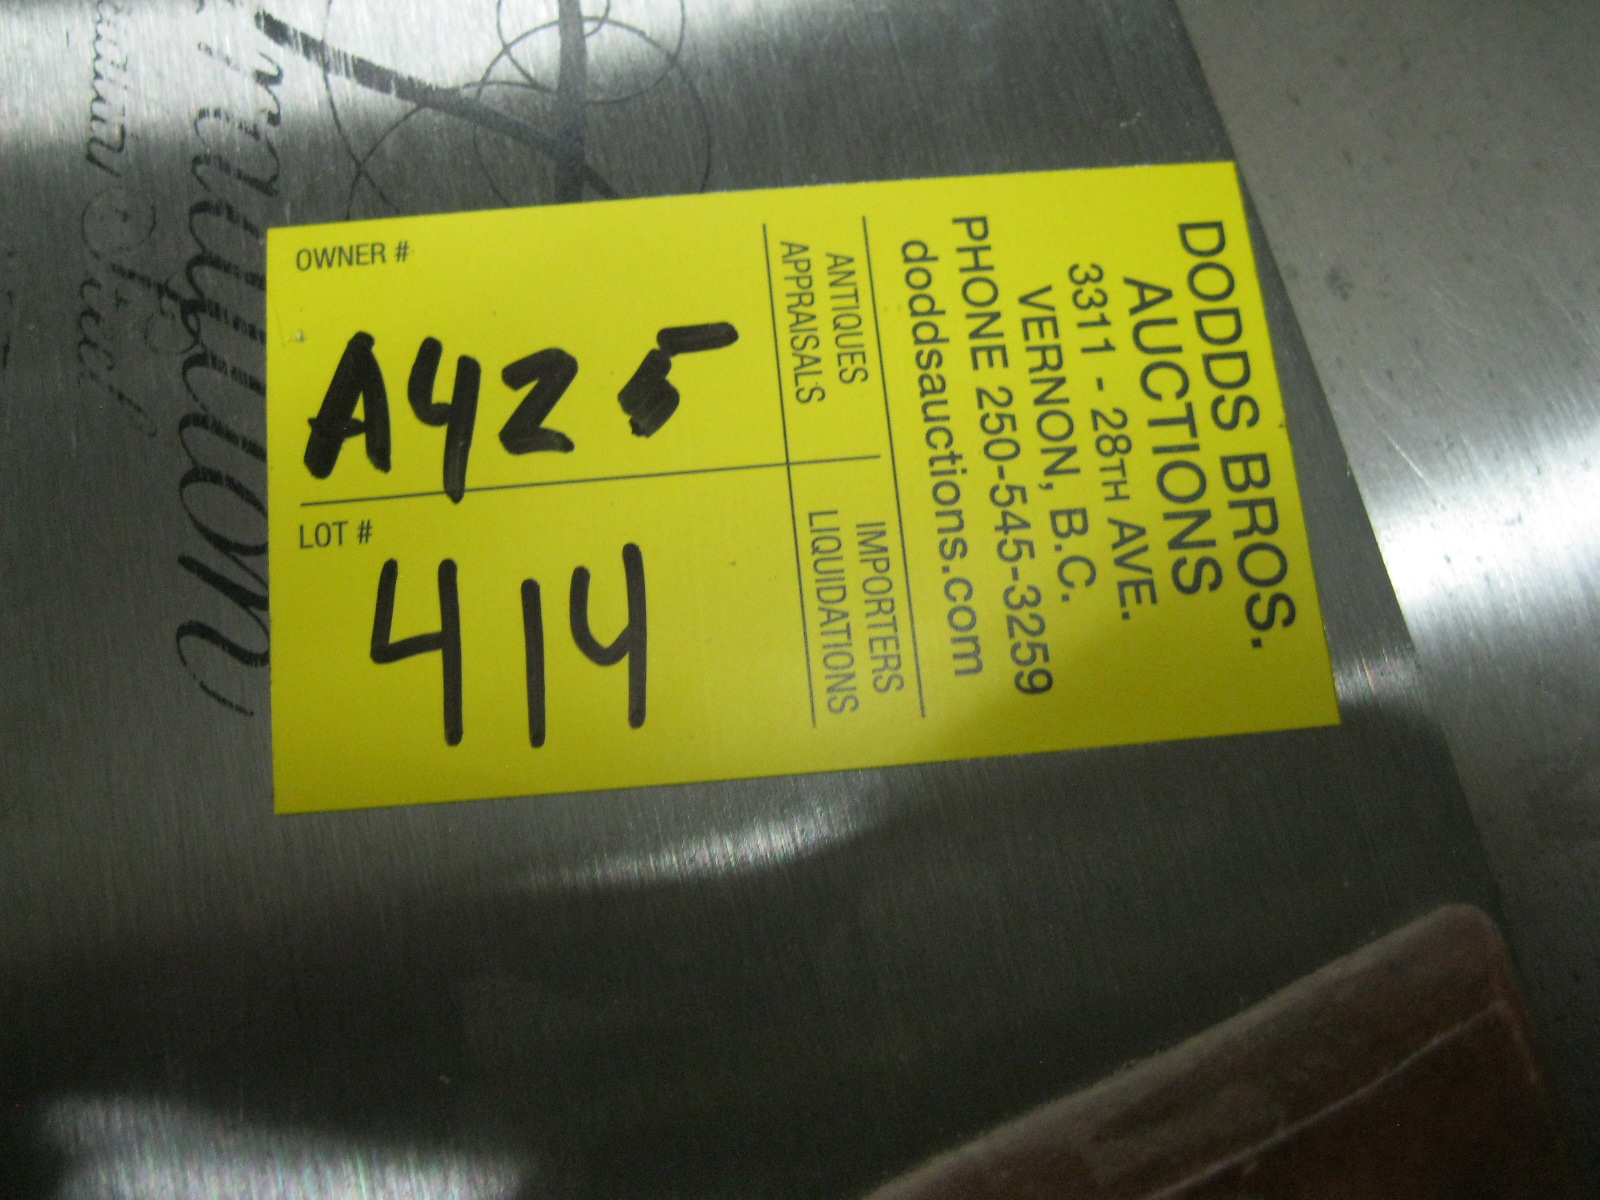 DODDS BROS.
AUCTIONS
3311 - 28TH AVE.
VERNON, B.C.
PHONE 250-545-3259
doddsauctions.com
ANTIQUES
APPRAISALS
IMPORTERS
LIQUIDATIONS
OWNER #
A425
LOT #
414